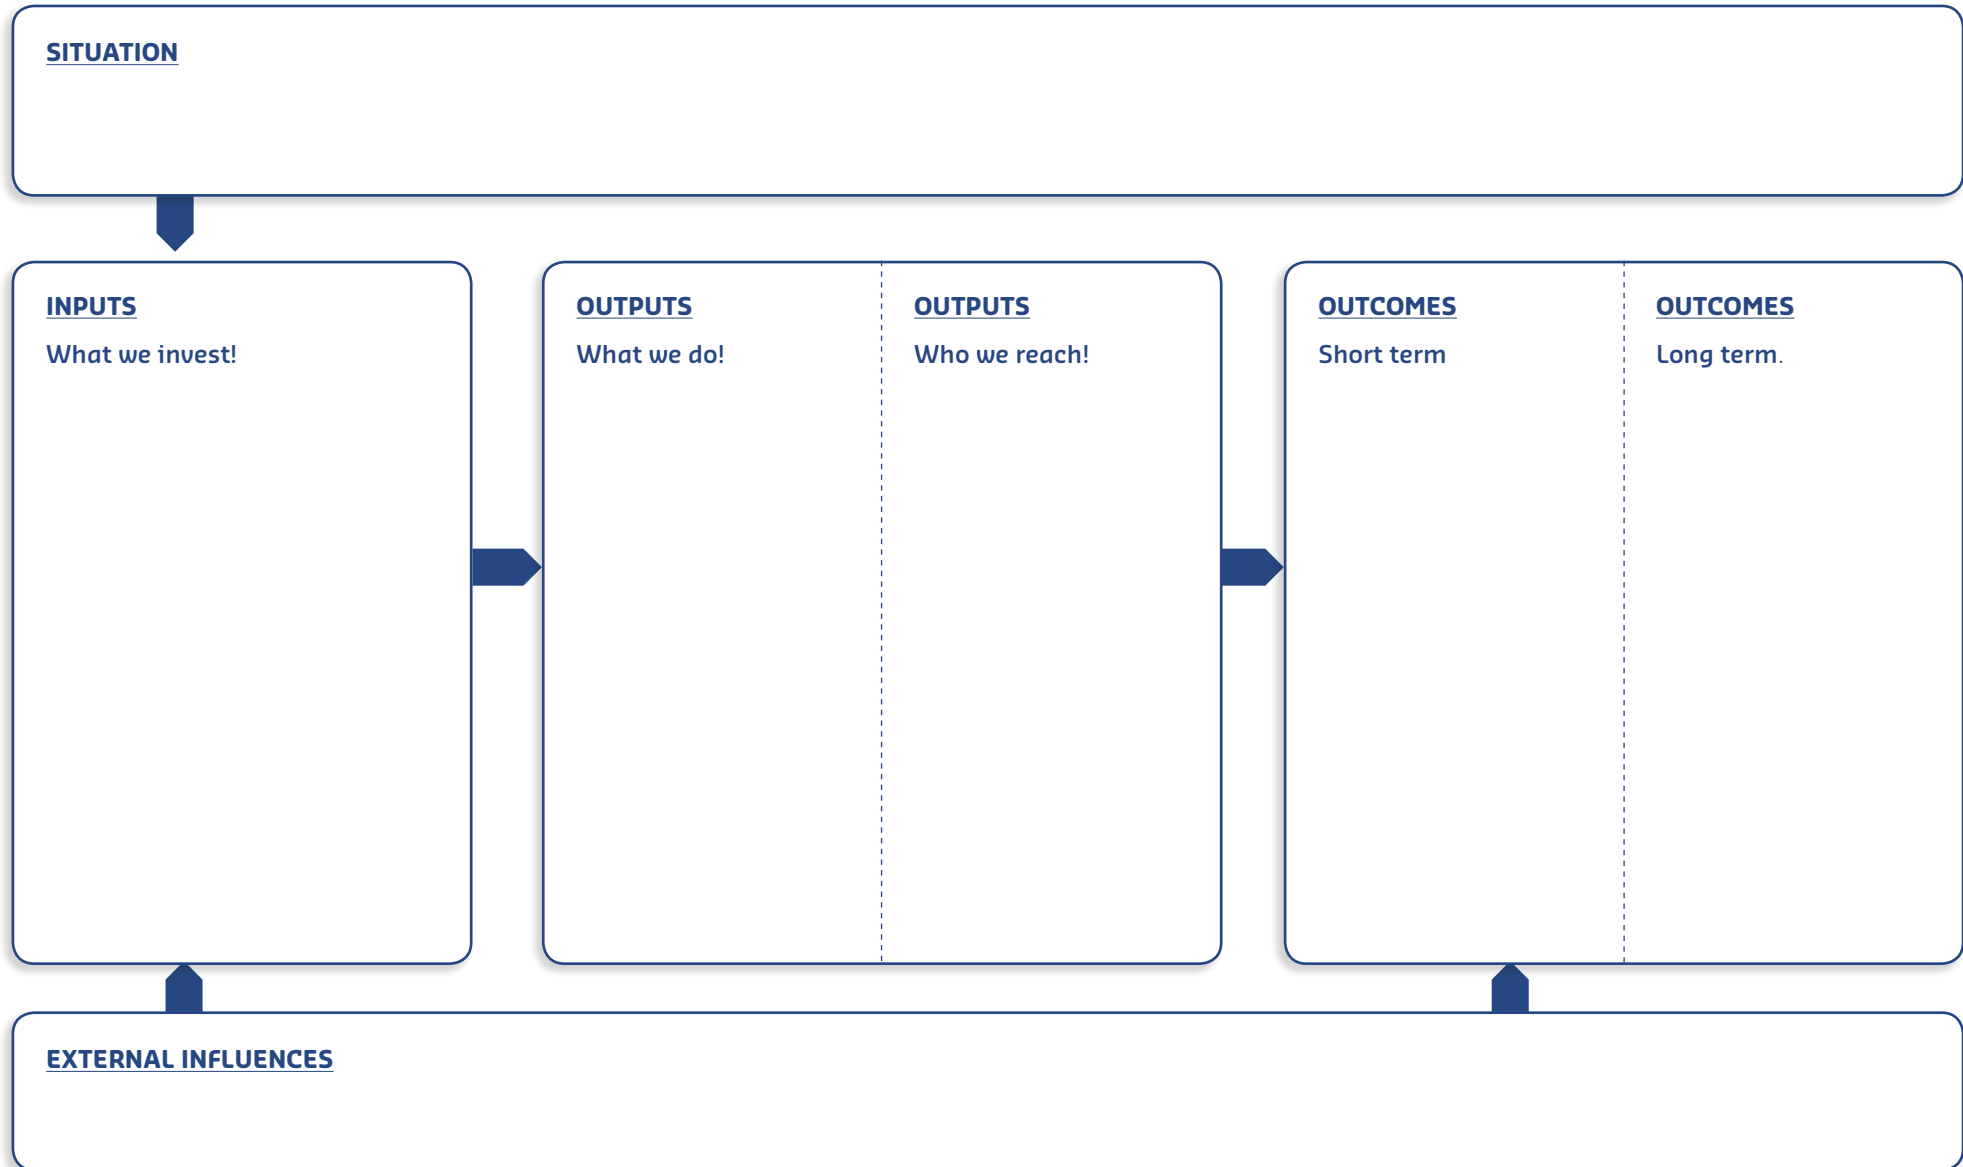 SITUATION
INPUTS
What we invest!
OUTPUTS
What we do!
OUTPUTS
Who we reach!
OUTCOMES
Short term
OUTCOMES
Long term.
EXTERNAL INFLUENCES